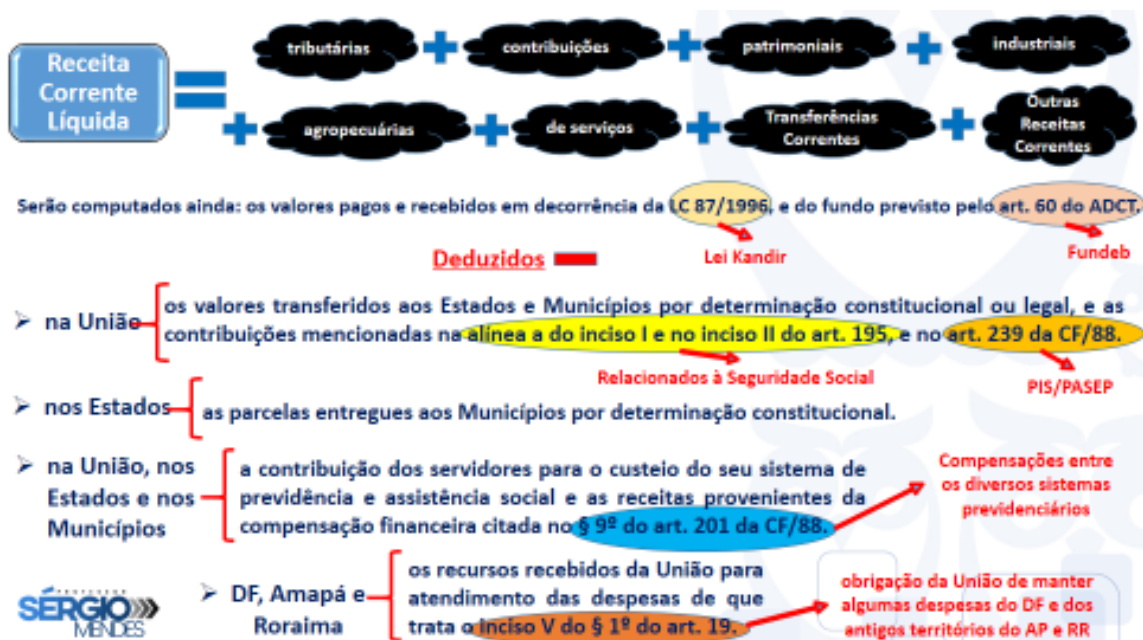 Receita
Corrente
Líquida
tributárias
contribuições
patrimoniais
industriais
agropecuárias
de serviços
Transferências
Correntes
Outras
Receitas
Correntes
Serão computados ainda: os valores pagos e recebidos em decorrência da LC 87/1996, e do fundo previsto pelo art. 60 do ADCT.
Lei Kandir
Fundeb
Deduzidos
➢ na União
os valores transferidos aos Estados e Municípios por determinação constitucional ou legal, e as
contribuições mencionadas na alínea a do inciso I e no inciso II do art. 195, e no art. 239 da CF/88.
Relacionados à Seguridade Social
PIS/PASEP
➢ nos Estados
as parcelas entregues aos Municípios por determinação constitucional.
➢ na União, nos
Estados e nos
Municípios
a contribuição dos servidores para o custeio do seu sistema de
previdência e assistência social e as receitas provenientes da
compensação financeira citada no § 9º do art. 201 da CF/88.
Compensações entre
os diversos sistemas
previdenciários
➢ DF, Amapá e
Roraima
os recursos recebidos da União para
atendimento das despesas de que
trata o inciso V do § 1º do art. 19.
obrigação da União de manter
algumas despesas do DF e dos
antigos territórios do AP e RR
PROFESSOR
SÉRGIO
MENDES